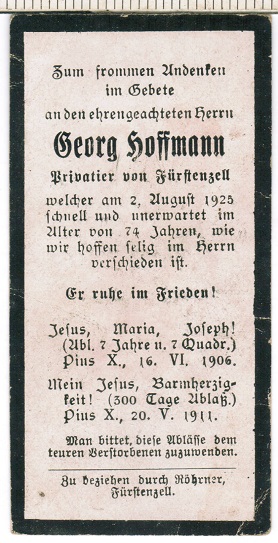 Zum frommen Andenken
im Gebete
an den ehrengeachteten Herrn
Georg Hoffmann
Privatier von Fürstenzell
welcher am 2. August 1925
schnell und unerwartet im
Alter von 74 Jahren, wie
wir hoffen selig im Herrn
verschieden ist.
Er ruhe im Frieden!
Jesus, Maria, Joseph!
(Abl. 7 Jahre u. 7 Quadr.)
Pius X., 16. VI. 1906.
Mein Jesus, Barmherzig-
keit! (300 Tage Ablaß.)
Pius X., 20. V. 1911.
Man bittet, diese Ablässe dem
teuren Verstorbenen zuzuwenden.
Zu beziehen durch Röhrner,
Fürstenzell.